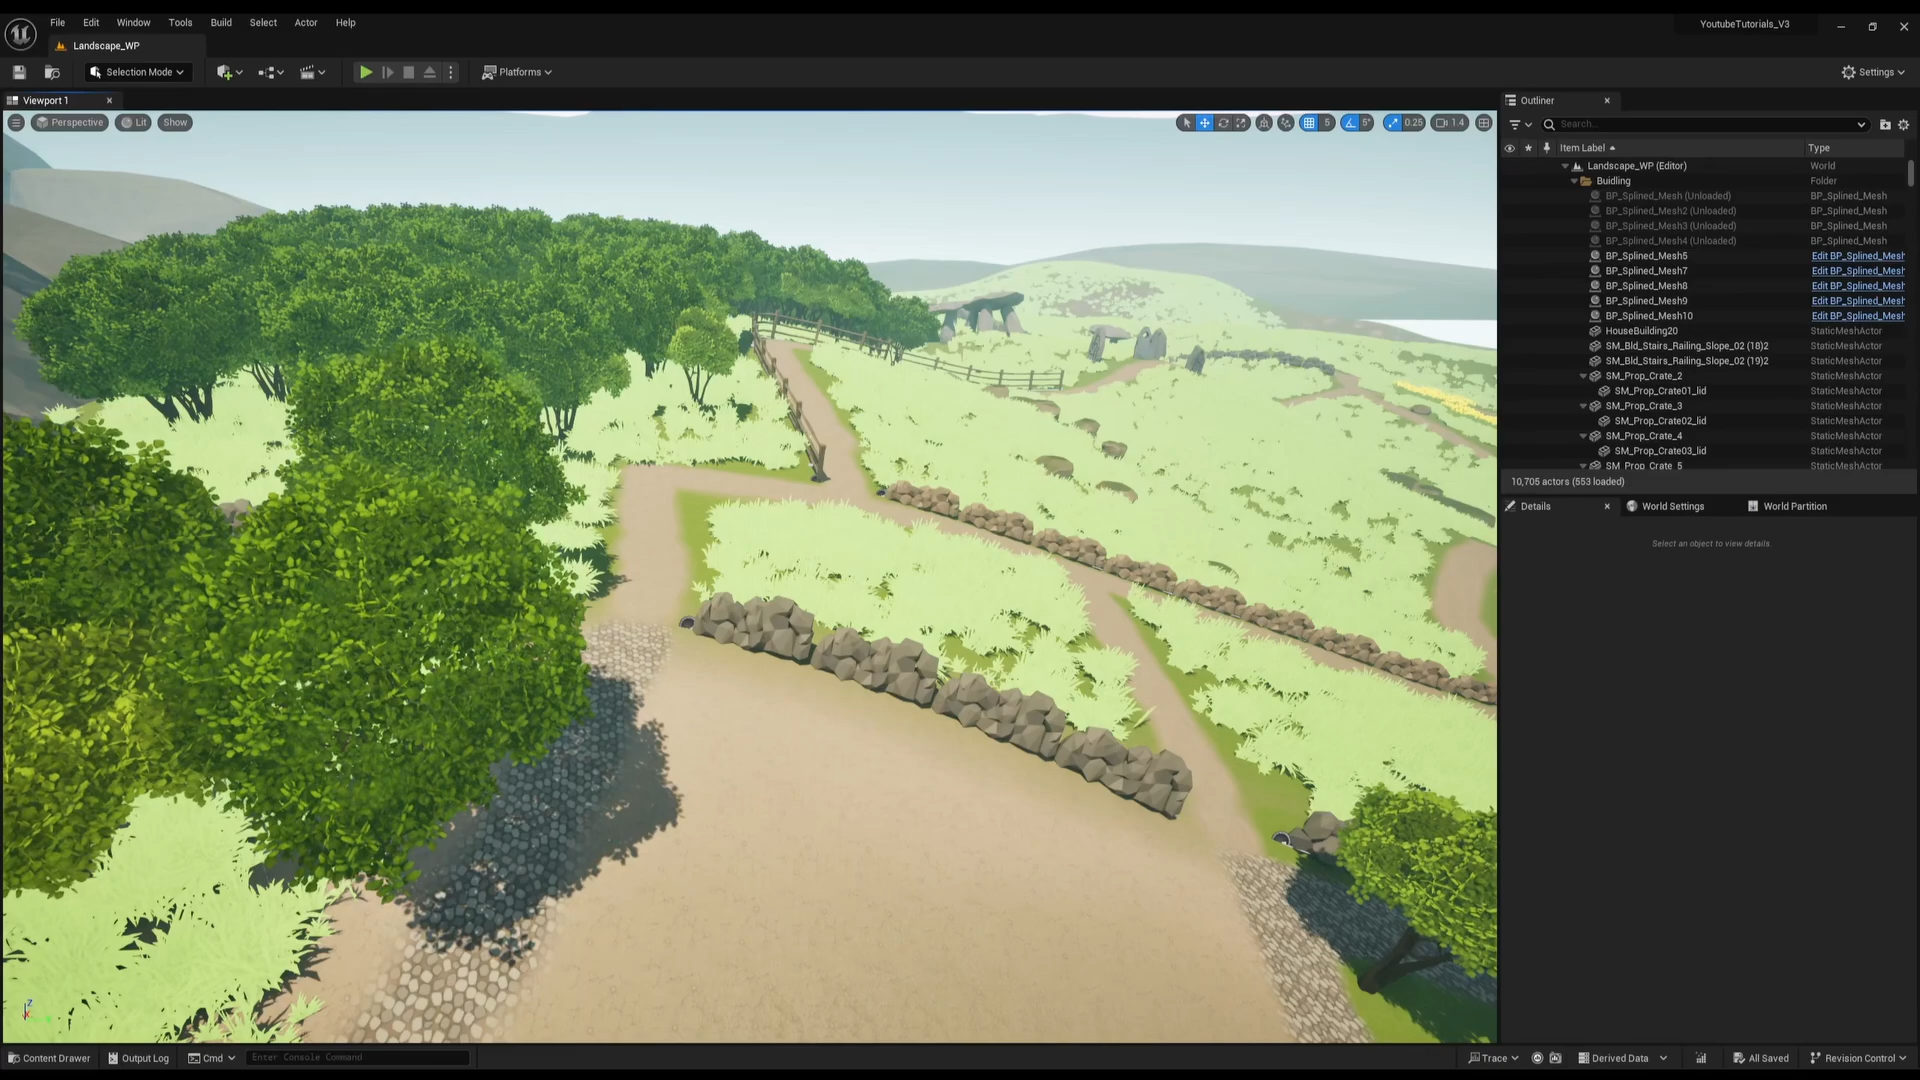 File Edit Window Tools Build Select Actor Help
YoutubeTutorials_V3
Landscape_WP
Selection Mode
Platforms
Settings
Viewport 1
Perspective Lit Show
5 5° 0.25 1.4
Outliner
Search...
Item Label Type
Landscape_WP (Editor) World
Buidling Folder
BP_Splined_Mesh (Unloaded) BP_Splined_Mesh
BP_Splined_Mesh2 (Unloaded) BP_Splined_Mesh
BP_Splined_Mesh3 (Unloaded) BP_Splined_Mesh
BP_Splined_Mesh4 (Unloaded) BP_Splined_Mesh
BP_Splined_Mesh5 Edit BP_Splined_Mesh
BP_Splined_Mesh7 Edit BP_Splined_Mesh
BP_Splined_Mesh8 Edit BP_Splined_Mesh
BP_Splined_Mesh9 Edit BP_Splined_Mesh
BP_Splined_Mesh10 Edit BP_Splined_Mesh
HouseBuilding20 StaticMeshActor
SM_Bld_Stairs_Railing_Slope_02 (18)2 StaticMeshActor
SM_Bld_Stairs_Railing_Slope_02 (19)2 StaticMeshActor
SM_Prop_Crate_2 StaticMeshActor
SM_Prop_Crate01_lid StaticMeshActor
SM_Prop_Crate_3 StaticMeshActor
SM_Prop_Crate02_lid StaticMeshActor
SM_Prop_Crate_4 StaticMeshActor
SM_Prop_Crate03_lid StaticMeshActor
SM_Prop_Crate_5 StaticMeshActor
10,705 actors (553 loaded)
Details World Settings World Partition
Select an object to view details.
Z
Content Drawer Output Log Cmd Enter Console Command
Trace Derived Data All Saved Revision Control